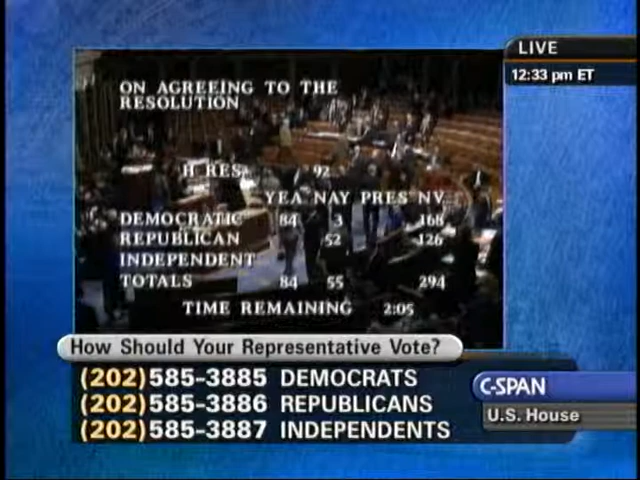 LIVE
12:33 pm ET
ON AGREEING TO THE
RESOLUTION
H RES 92
YEA NAY PRES NV
DEMOCRATIC 84 3 168
REPUBLICAN 52 126
INDEPENDENT
TOTALS 84 55 294
TIME REMAINING 2:05
How Should Your Representative Vote?
(202)585-3885 DEMOCRATS
(202)585-3886 REPUBLICANS
(202)585-3887 INDEPENDENTS
C-SPAN
U.S. House